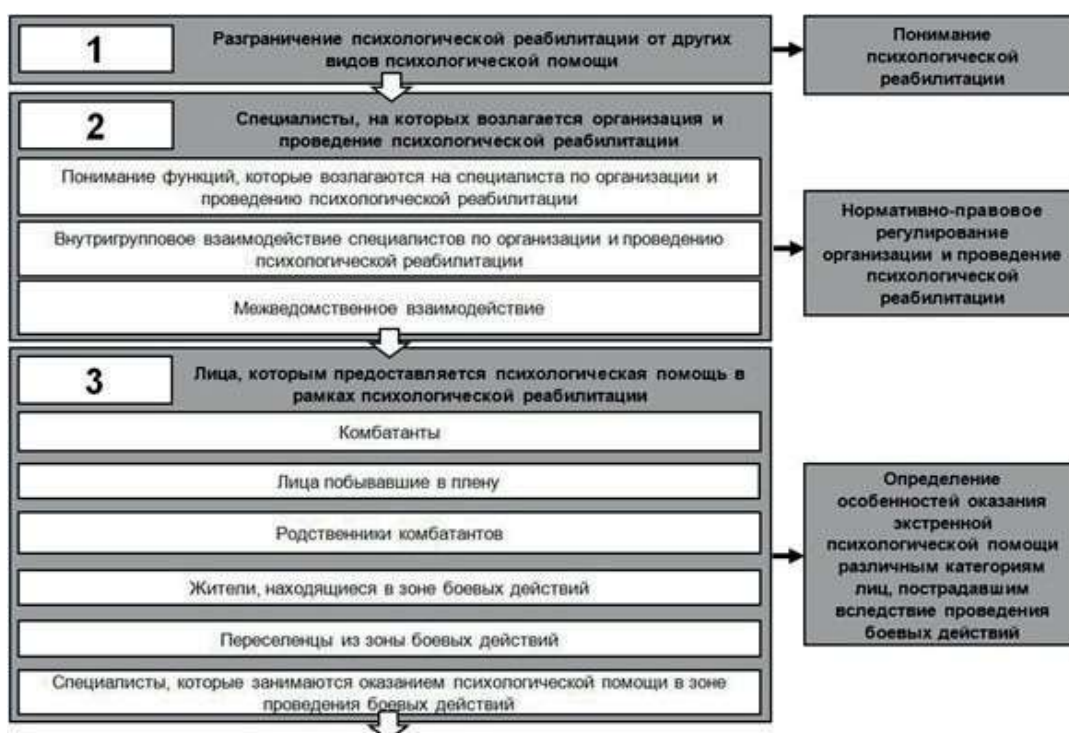 1
Разграничение психологической реабилитации от других
видов психологической помощи
Понимание
психологической
реабилитации
2
Специалисты, на которых возлагается организация и
проведение психологической реабилитации
Понимание функций, которые возлагаются на специалиста по организации и
проведению психологической реабилитации
Внутригрупповое взаимодействие специалистов по организации и проведению
психологической реабилитации
Межведомственное взаимодействие
Нормативно-правовое
регулирование
организации и проведение
психологической
реабилитации
3
Лица, которым предоставляется психологическая помощь в
рамках психологической реабилитации
Комбатанты
Лица побывавшие в плену
Родственники комбатантов
Жители, находящиеся в зоне боевых действий
Переселенцы из зоны боевых действий
Специалисты, которые занимаются оказанием психологической помощи в зоне
проведения боевых действий
Определение
особенностей оказания
экстренной
психологической помощи
различным категориям
лиц, пострадавшим
вследствие проведения
боевых действий